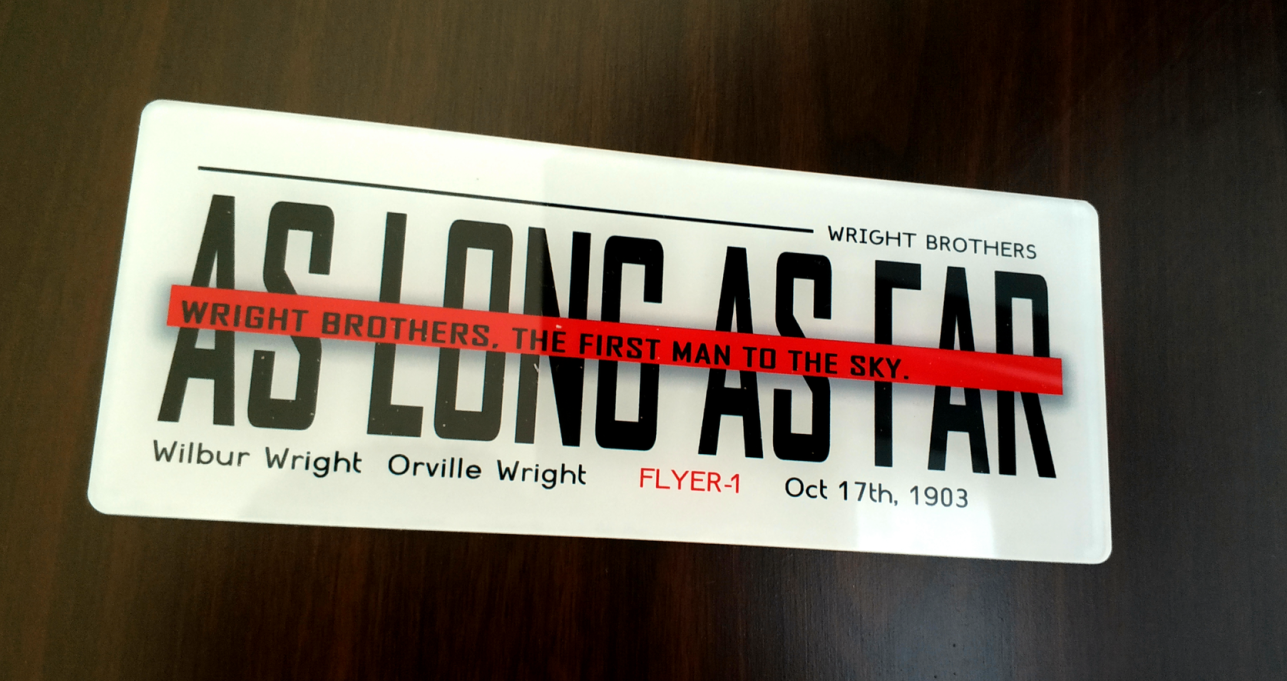 WRIGHT BROTHERS
AS LONG AS FAR
WRIGHT BROTHERS, THE FIRST MAN TO THE SKY.
Wilbur Wright Orville Wright FLYER-1 Oct 17th, 1903